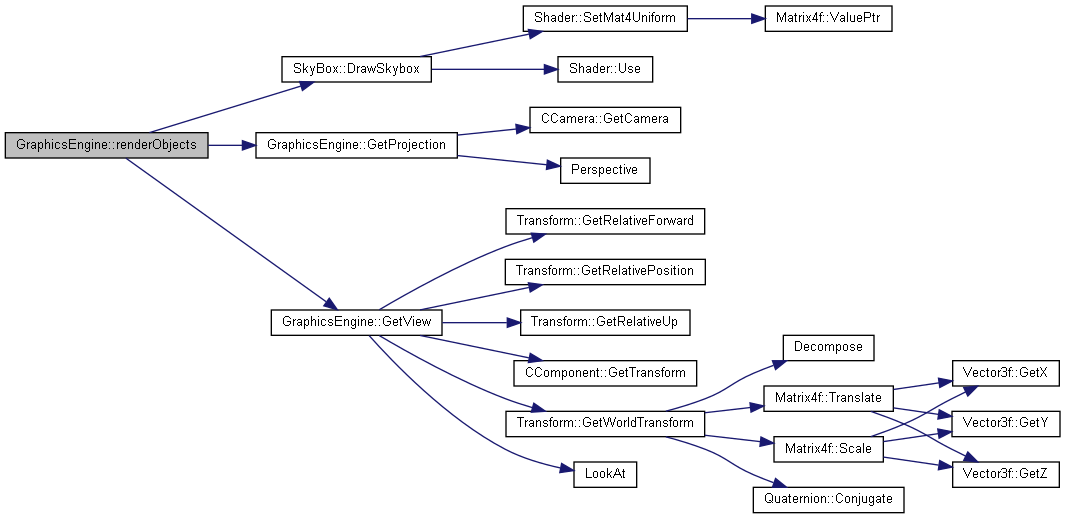 Shader::SetMat4Uniform
Matrix4f::ValuePtr
SkyBox::DrawSkybox
Shader::Use
CCamera::GetCamera
GraphicsEngine::renderObjects
GraphicsEngine::GetProjection
Perspective
Transform::GetRelativeForward
Transform::GetRelativePosition
GraphicsEngine::GetView
Transform::GetRelativeUp
Decompose
CComponent::GetTransform
Vector3f::GetX
Matrix4f::Translate
Transform::GetWorldTransform
Vector3f::GetY
Matrix4f::Scale
LookAt
Vector3f::GetZ
Quaternion::Conjugate